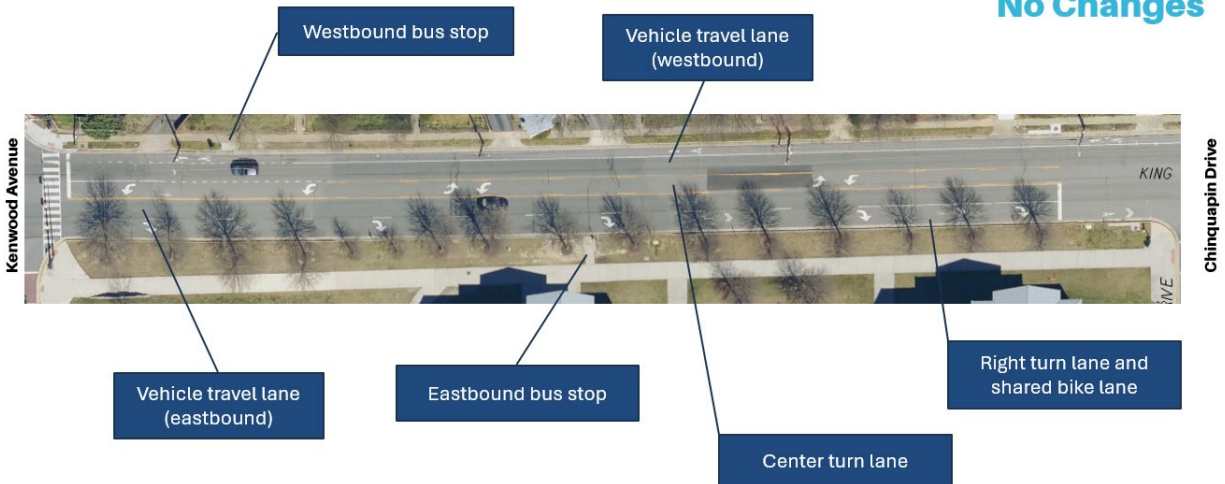 No Changes
Westbound bus stop
Vehicle travel lane
(westbound)
Kenwood Avenue
KING
Chinquapin Drive
Vehicle travel lane
(eastbound)
Eastbound bus stop
Center turn lane
Right turn lane and
shared bike lane